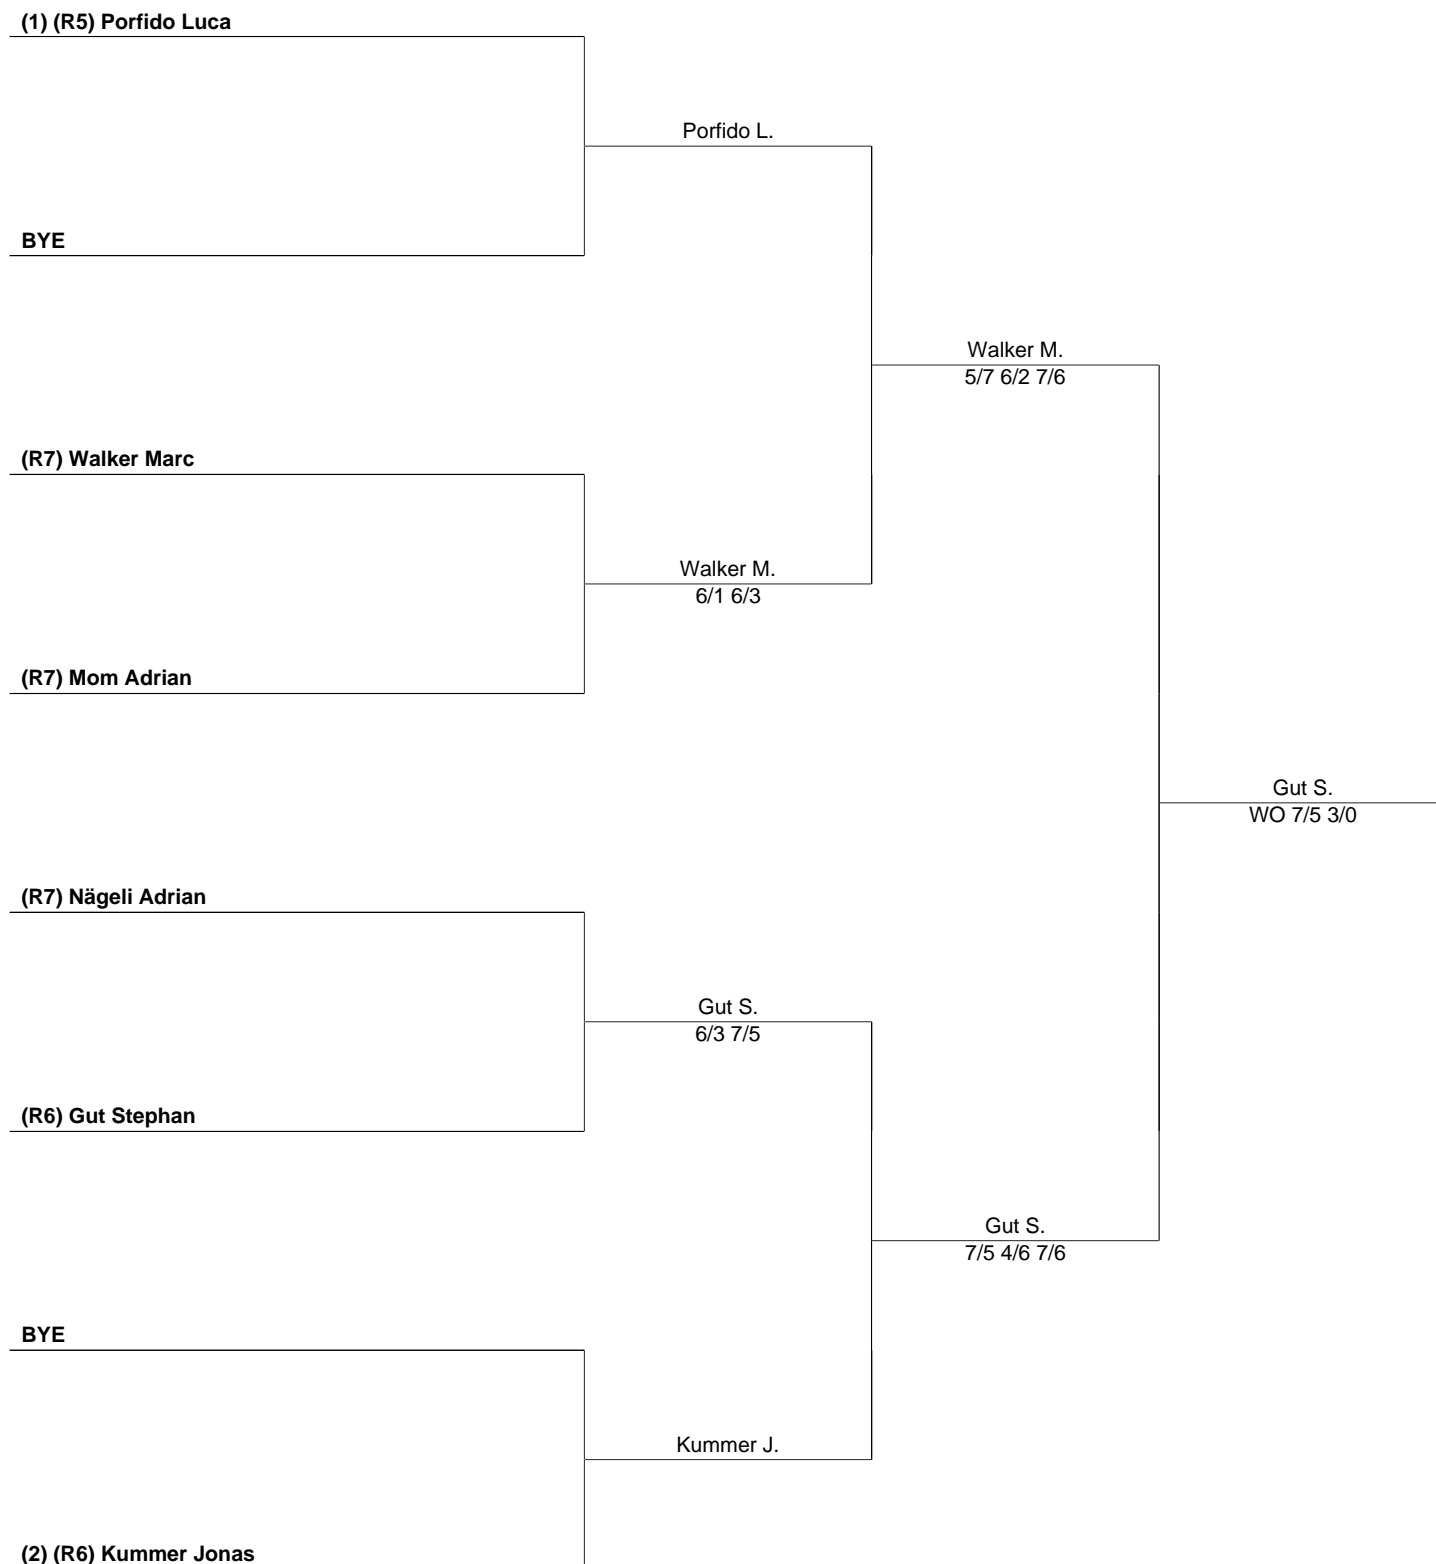 (1) (R5) Porfido Luca
Porfido L.
BYE
Walker M.
5/7 6/2 7/6
(R7) Walker Marc
Walker M.
6/1 6/3
(R7) Mom Adrian
Gut S.
WO 7/5 3/0
(R7) Nägeli Adrian
Gut S.
6/3 7/5
(R6) Gut Stephan
Gut S.
7/5 4/6 7/6
BYE
Kummer J.
(2) (R6) Kummer Jonas